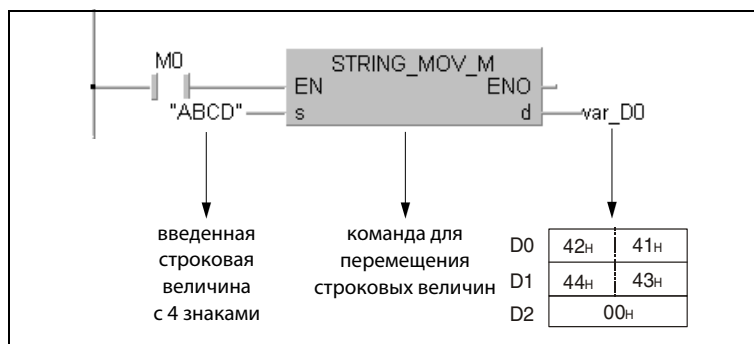 M0
STRING_MOV_M
EN ENO
"ABCD" s d var_D0
введенная
строковая
величина
с 4 знаками
команда для
перемещения
строковых величин
D0 42H 41H
D1 44H 43H
D2 00H